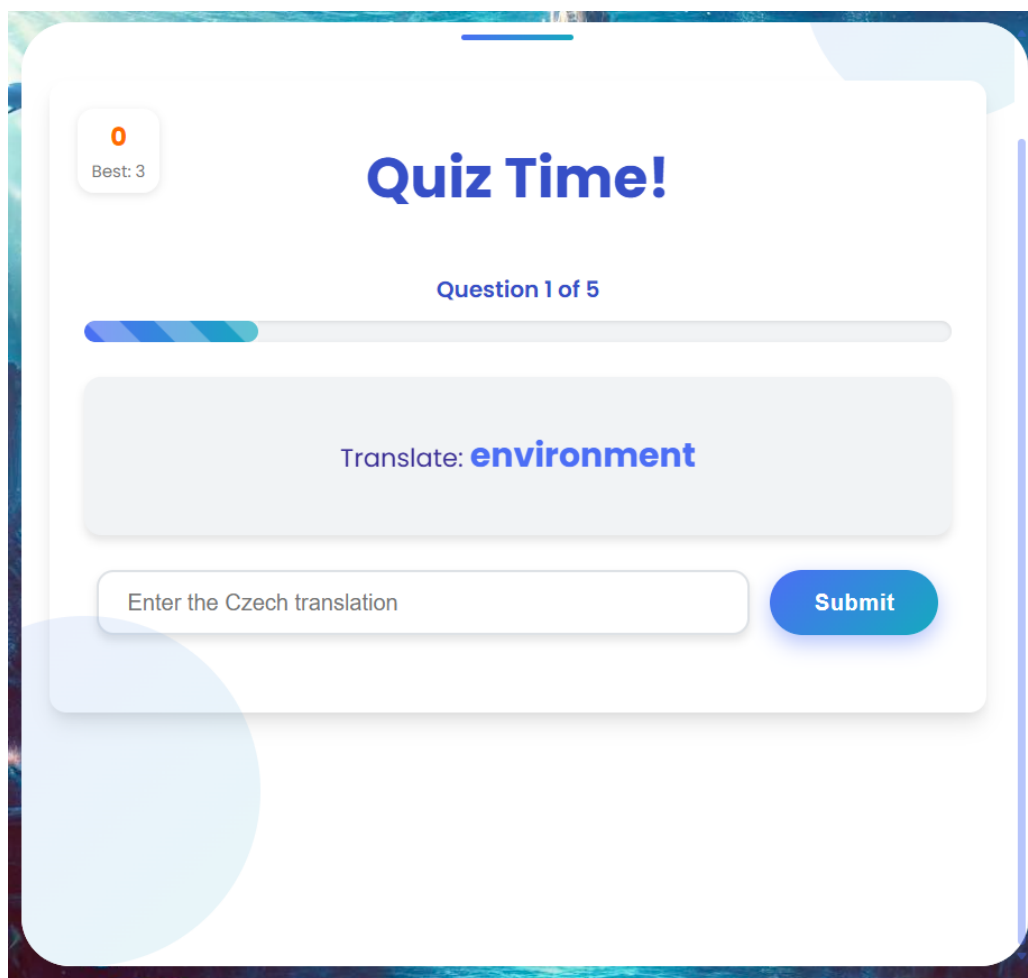 0
Best: 3
Quiz Time!
Question 1 of 5
Translate: environment
Enter the Czech translation
Submit